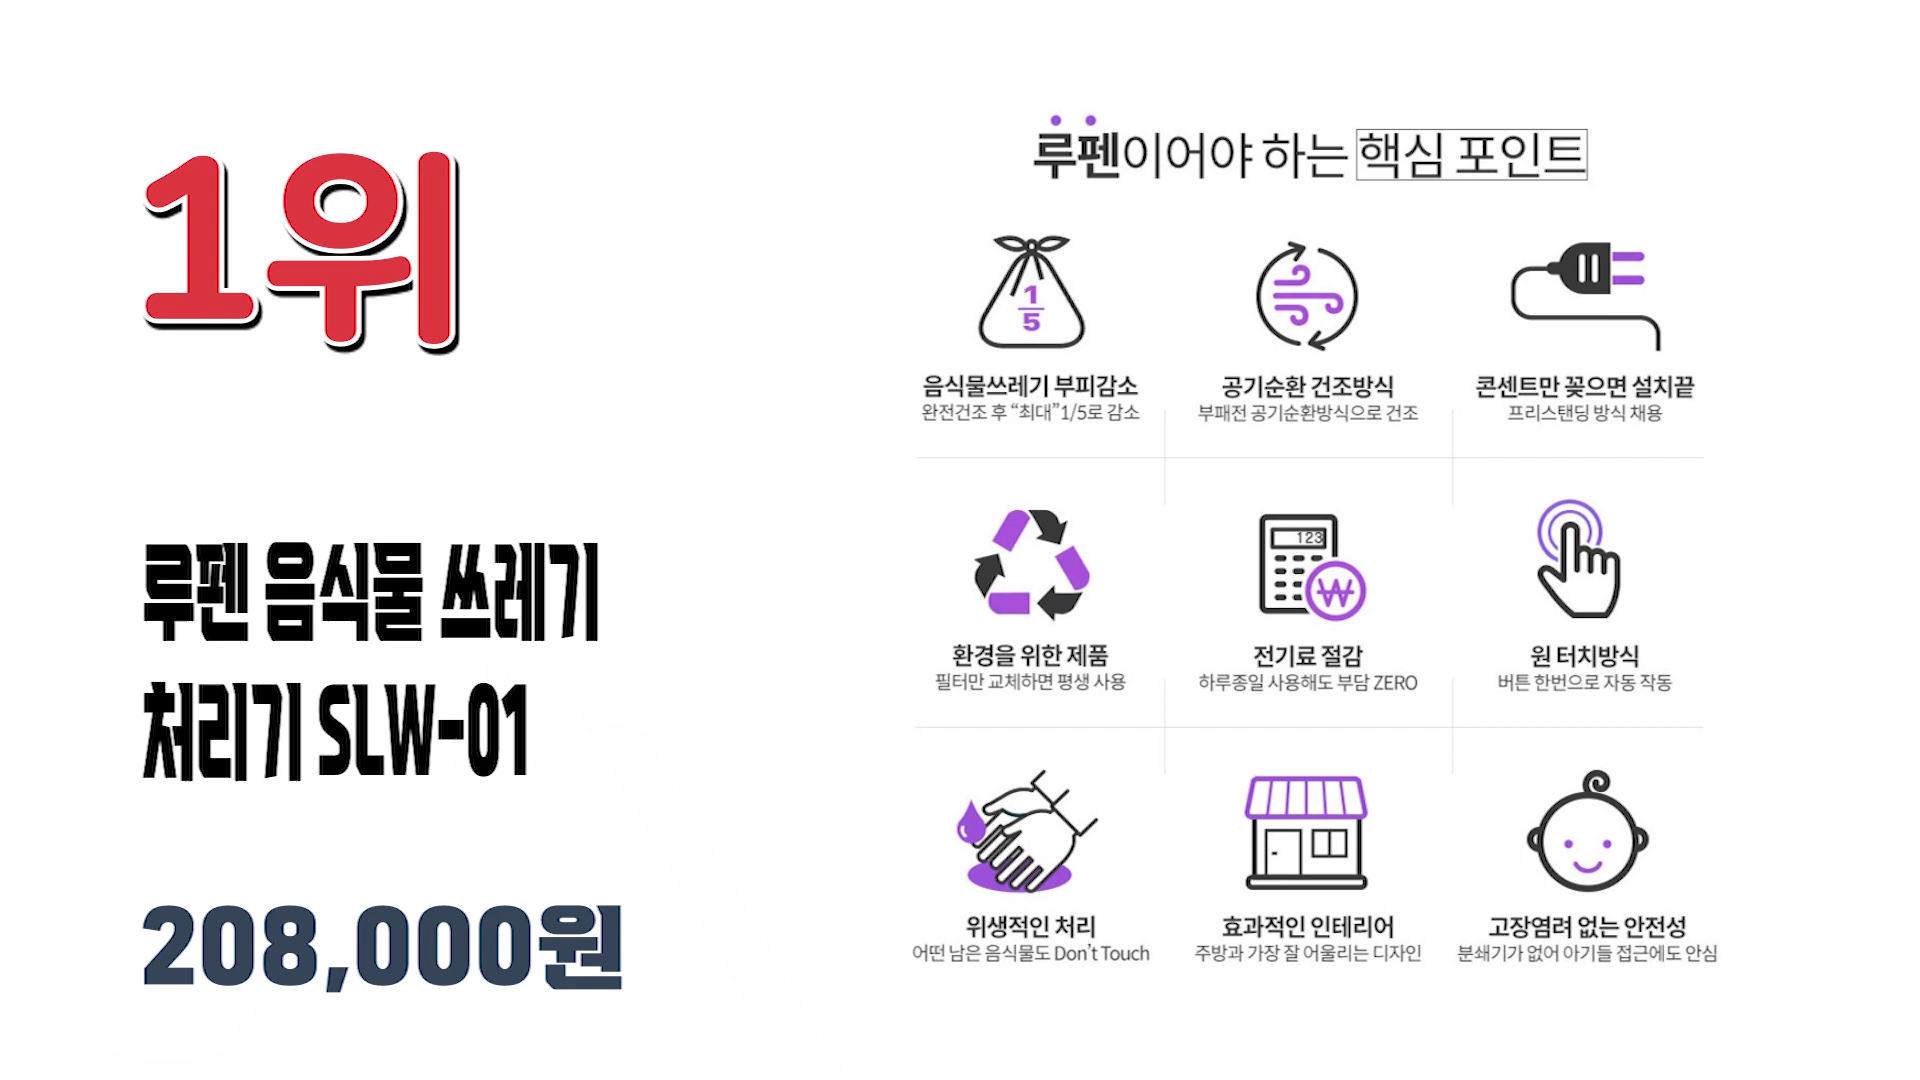 1위
루펜 음식물 쓰레기
처리기 SLW-01
208,000원
루펜이어야 하는 핵심 포인트
1
5
음식물쓰레기 부피감소
완전건조 후 “최대”1/5로 감소
공기순환 건조방식
부패전 공기순환방식으로 건조
콘센트만 꽂으면 설치끝
프리스탠딩 방식 채용
환경을 위한 제품
필터만 교체하면 평생 사용
123
₩
전기료 절감
하루종일 사용해도 부담 ZERO
원 터치방식
버튼 한번으로 자동 작동
위생적인 처리
어떤 남은 음식물도 Don’t Touch
효과적인 인테리어
주방과 가장 잘 어울리는 디자인
고장염려 없는 안전성
분쇄기가 없어 아기들 접근에도 안심